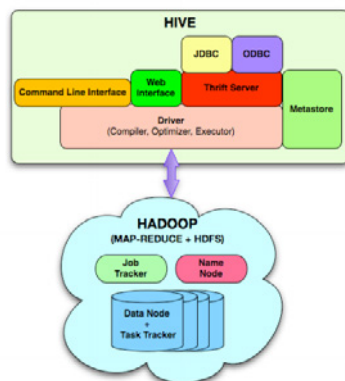 HIVE
JDBC
ODBC
Command Line Interface
Web
Interface
Thrift Server
Metastore
Driver
(Compiler, Optimizer, Executor)
HADOOP
(MAP-REDUCE + HDFS)
Job
Tracker
Name
Node
Data Node
+
Task Tracker